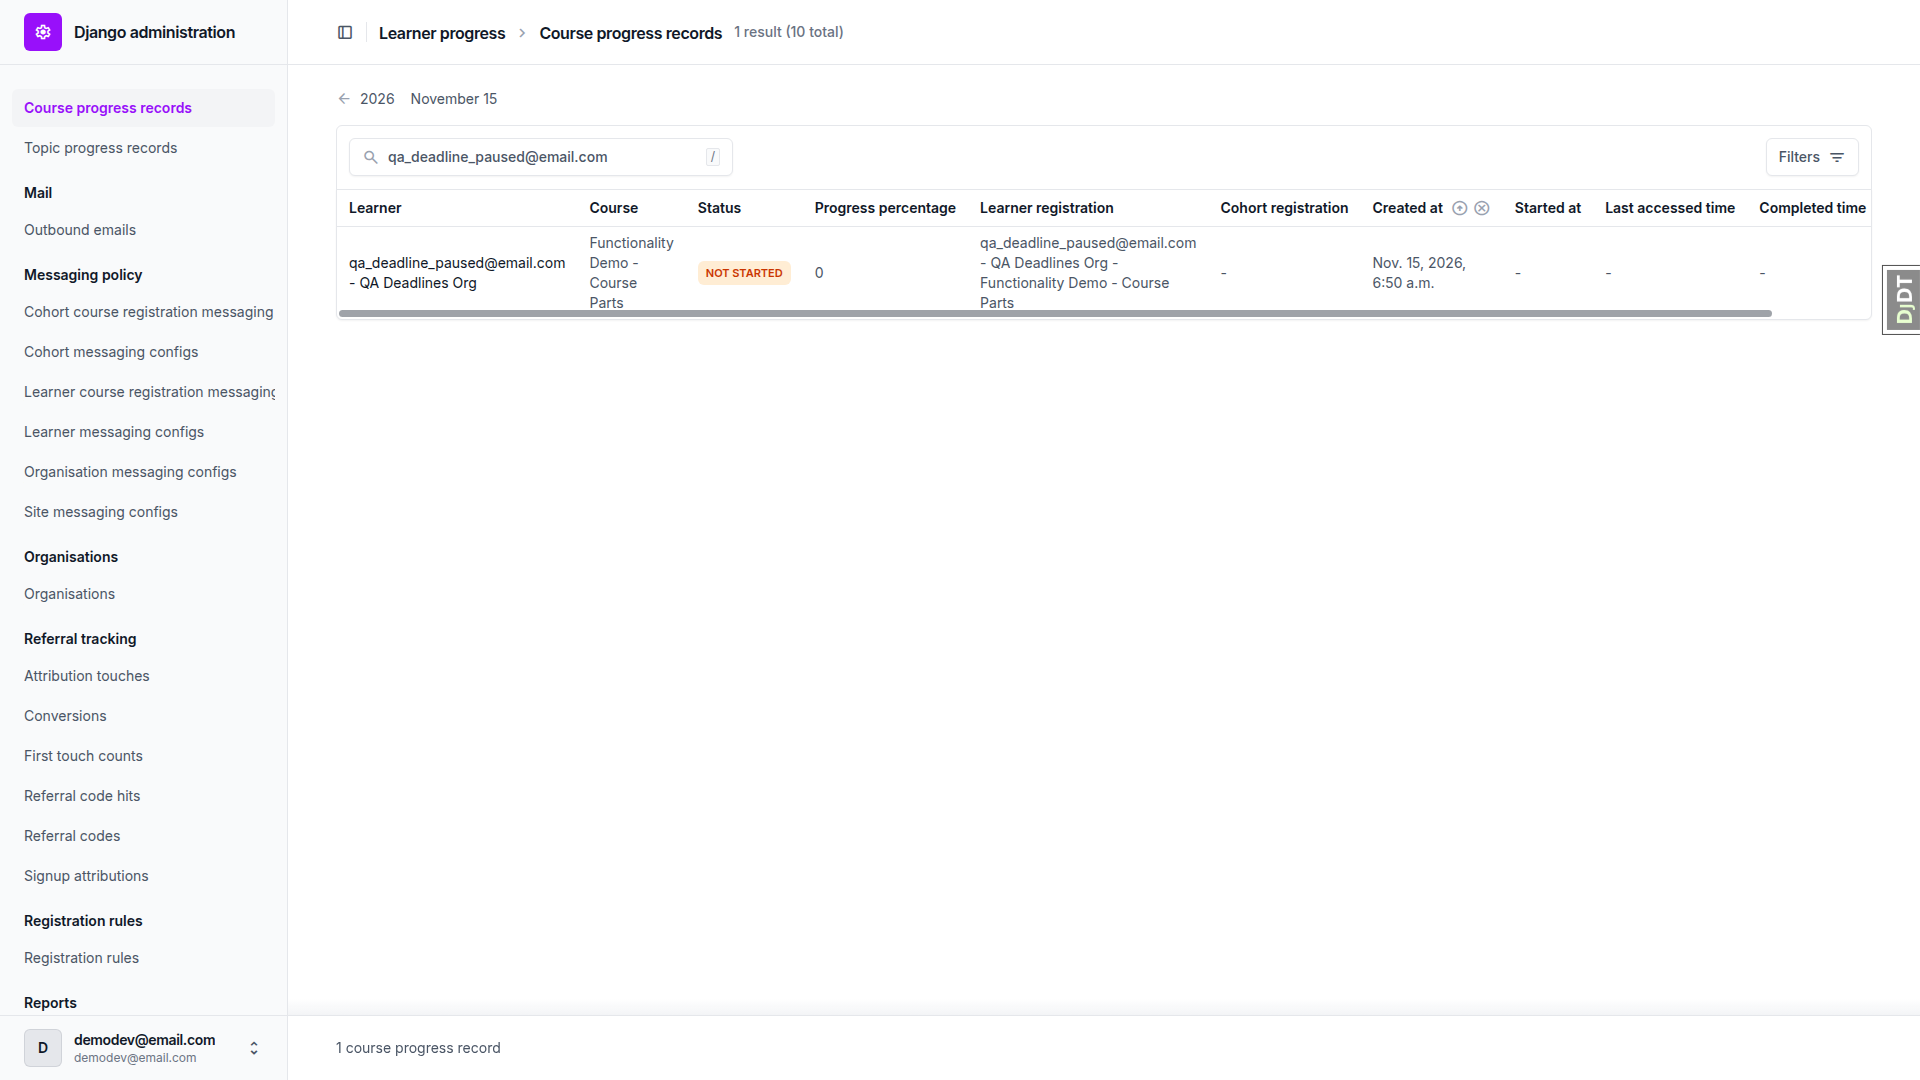 Django administration
Course progress records
Topic progress records
Mail
Outbound emails
Messaging policy
Cohort course registration messaging
Cohort messaging configs
Learner course registration messaging
Learner messaging configs
Organisation messaging configs
Site messaging configs
Organisations
Organisations
Referral tracking
Attribution touches
Conversions
First touch counts
Referral code hits
Referral codes
Signup attributions
Registration rules
Registration rules
Reports
D
demodev@email.com
demodev@email.com
Learner progress
Course progress records
1 result (10 total)
2026 November 15
qa_deadline_paused@email.com /
Filters
Learner Course Status Progress percentage Learner registration Cohort registration Created at Started at Last accessed time Completed time
qa_deadline_paused@email.com
- QA Deadlines Org
Functionality
Demo -
Course
Parts
NOT STARTED
0
qa_deadline_paused@email.com
- QA Deadlines Org -
Functionality Demo - Course
Parts
-
Nov. 15, 2026,
6:50 a.m.
-
-
-
DjDT
1 course progress record